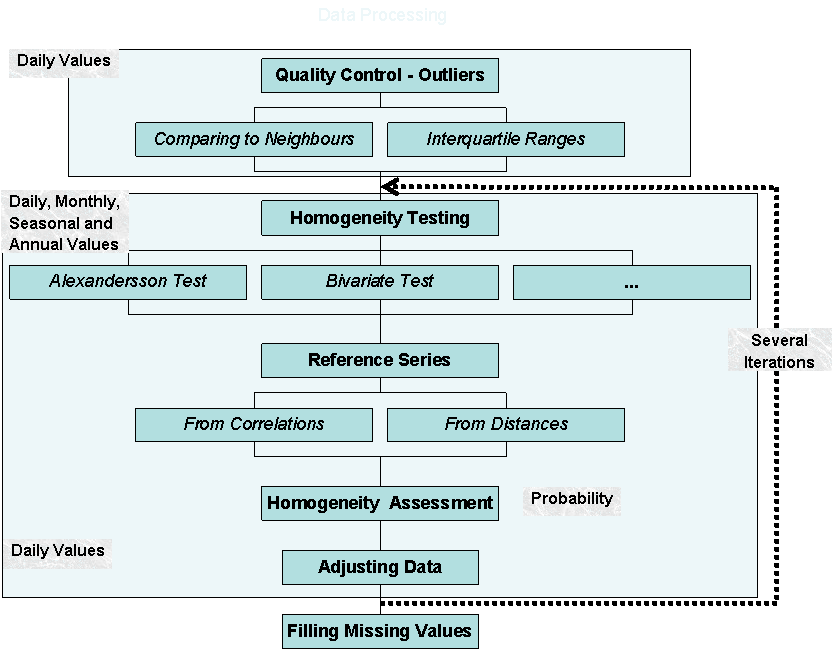 Data Processing
Daily Values
Quality Control - Outliers
Comparing to Neighbours
Interquartile Ranges
Daily, Monthly,
Seasonal and
Annual Values
Homogeneity Testing
Alexandersson Test
Bivariate Test
...
Several
Iterations
Reference Series
From Correlations
From Distances
Homogeneity Assessment
Probability
Daily Values
Adjusting Data
Filling Missing Values